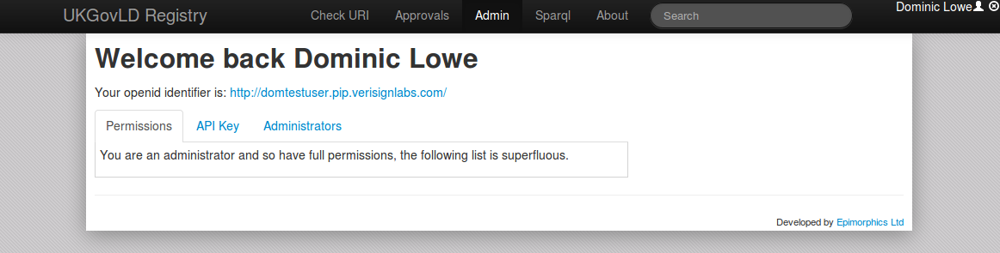 UKGovLD Registry Check URI Approvals Admin Sparql About Search Dominic Lowe
Welcome back Dominic Lowe
Your openid identifier is: http://domtestuser.pip.verisignlabs.com/
Permissions API Key Administrators
You are an administrator and so have full permissions, the following list is superfluous.
Developed by Epimorphics Ltd